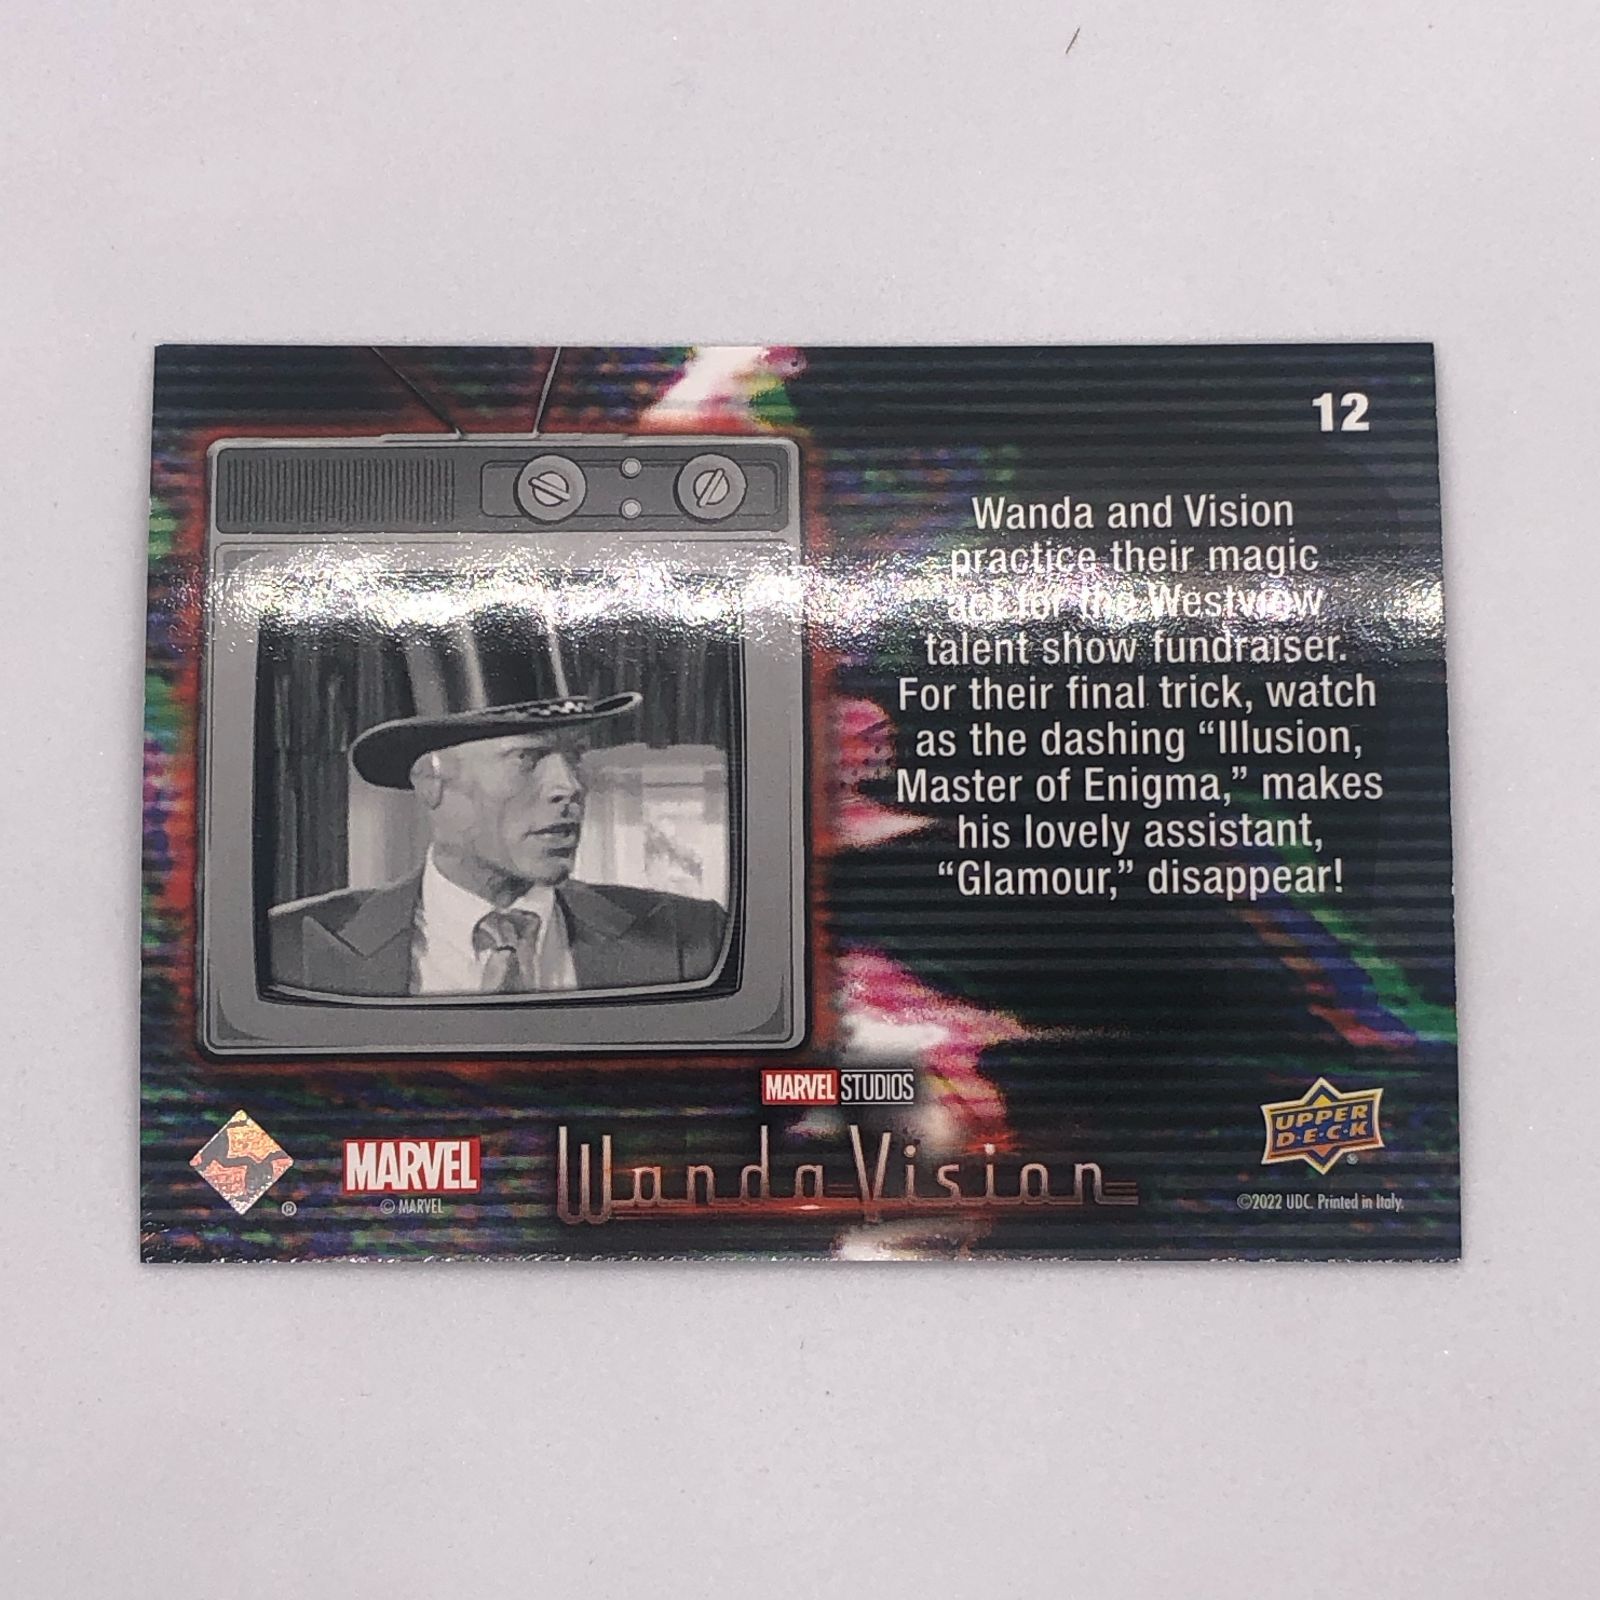 12
Wanda and Vision
practice their magic
act for the Westview
talent show fundraiser.
For their final trick, watch
as the dashing “Illusion,
Master of Enigma,” makes
his lovely assistant,
“Glamour,” disappear!
MARVEL STUDIOS
WandaVision
®
MARVEL
© MARVEL
UPPER
D•E•C•K
®
©2022 UDC. Printed in Italy.